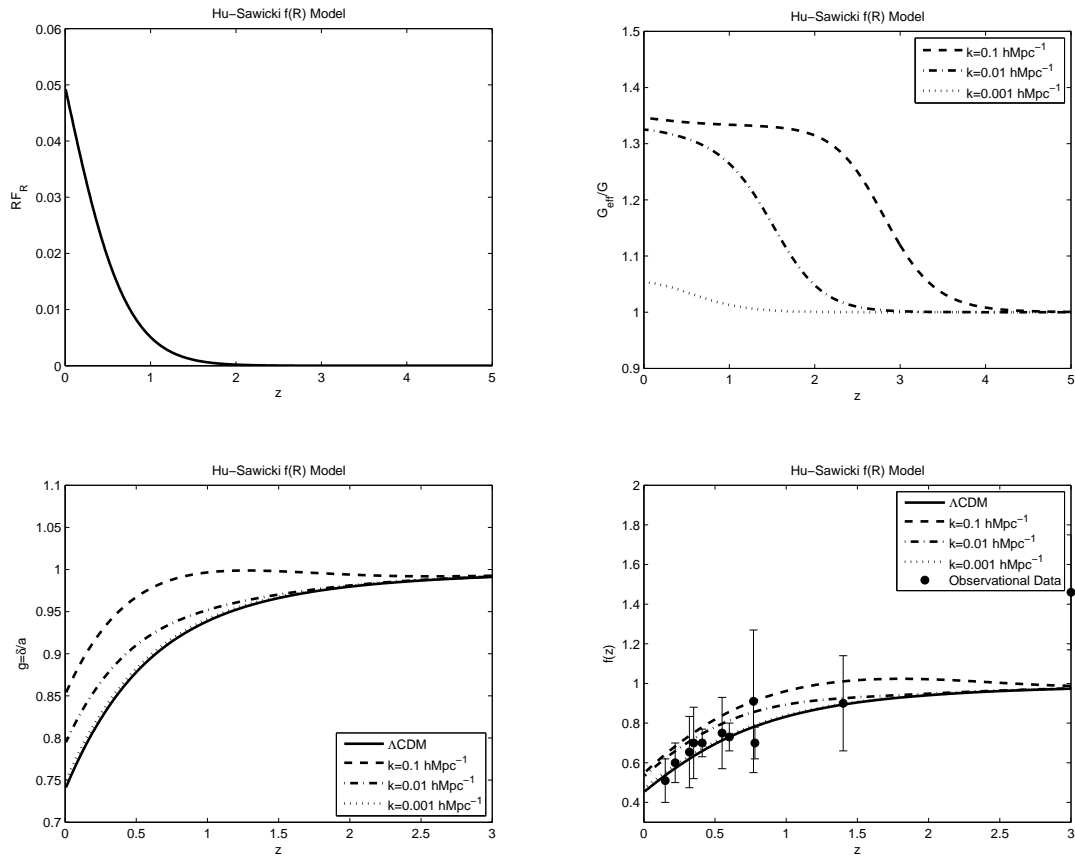 Hu−Sawicki f(R) Model
0.06
0.05
0.04
0.03
0.02
0.01
0
RF_R
0 1 2 3 4 5
z
Hu−Sawicki f(R) Model
1.5
1.4
1.3
1.2
1.1
1
0.9
G_eff/G
0 1 2 3 4 5
z
k=0.1 hMpc⁻¹
k=0.01 hMpc⁻¹
k=0.001 hMpc⁻¹
Hu−Sawicki f(R) Model
1.1
1.05
1
0.95
0.9
0.85
0.8
0.75
0.7
g=δ/a
0 0.5 1 1.5 2 2.5 3
z
ΛCDM
k=0.1 hMpc⁻¹
k=0.01 hMpc⁻¹
k=0.001 hMpc⁻¹
Hu−Sawicki f(R) Model
2
1.8
1.6
1.4
1.2
1
0.8
0.6
0.4
f(z)
0 0.5 1 1.5 2 2.5 3
z
ΛCDM
k=0.1 hMpc⁻¹
k=0.01 hMpc⁻¹
k=0.001 hMpc⁻¹
Observational Data